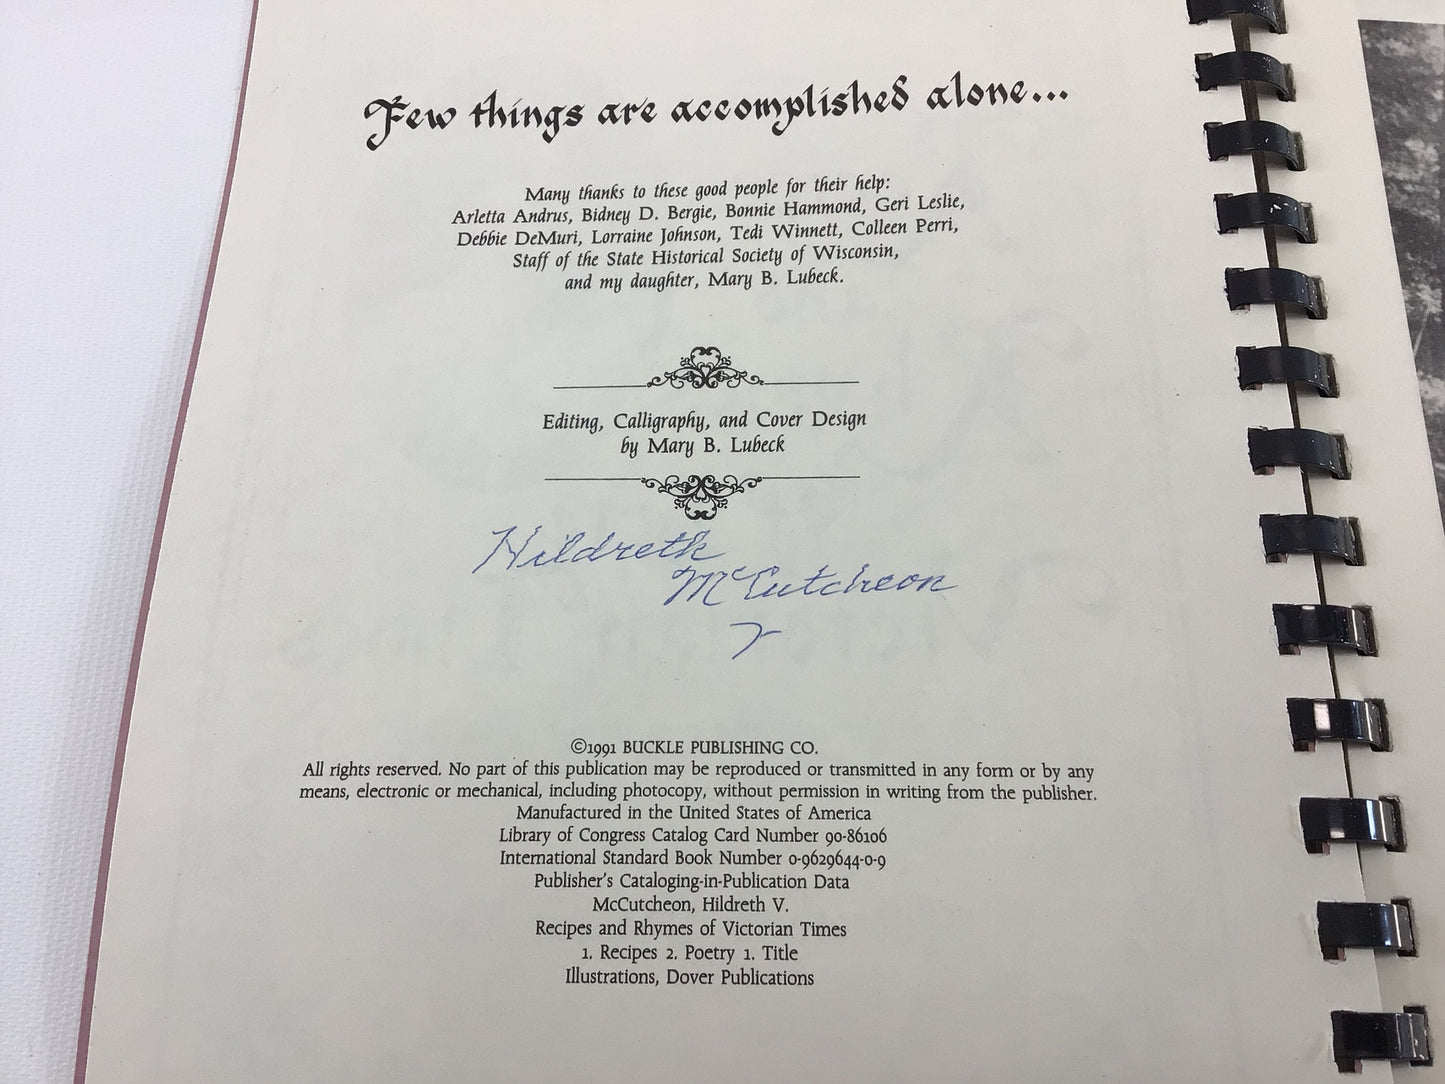 Few things are accomplished alone...
Many thanks to these good people for their help:
Arletta Andrus, Bidney D. Bergie, Bonnie Hammond, Geri Leslie,
Debbie DeMuri, Lorraine Johnson, Tedi Winnett, Colleen Perri,
Staff of the State Historical Society of Wisconsin,
and my daughter, Mary B. Lubeck.
Editing, Calligraphy, and Cover Design
by Mary B. Lubeck
Hildreth
McCutcheon
©1991 BUCKLE PUBLISHING CO.
All rights reserved. No part of this publication may be reproduced or transmitted in any form or by any
means, electronic or mechanical, including photocopy, without permission in writing from the publisher.
Manufactured in the United States of America
Library of Congress Catalog Card Number 90-86106
International Standard Book Number 0-9629644-0-9
Publisher's Cataloging-in-Publication Data
McCutcheon, Hildreth V.
Recipes and Rhymes of Victorian Times
1. Recipes 2. Poetry 1. Title
Illustrations, Dover Publications